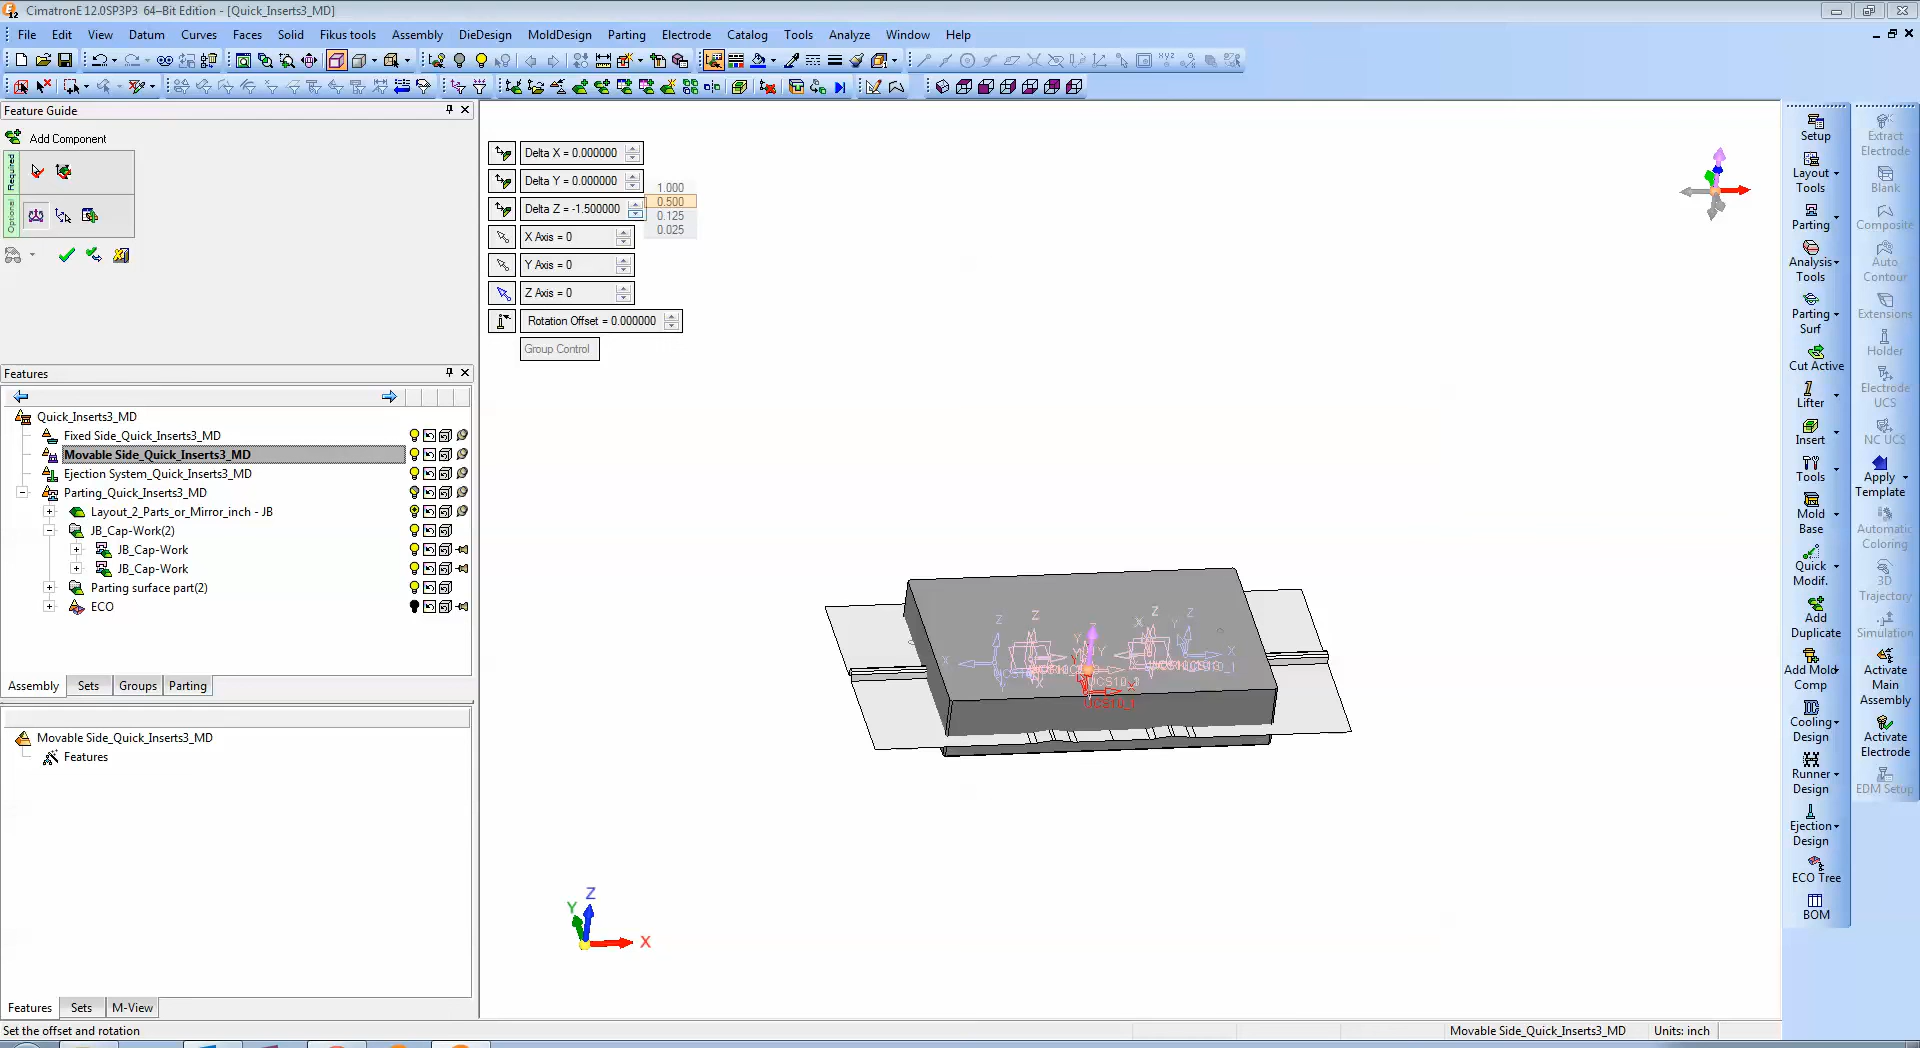 CimatronE 12.0SP3P3 64–Bit Edition - [Quick_Inserts3_MD]
File Edit View Datum Curves Faces Solid Fikus tools Assembly DieDesign MoldDesign Parting Electrode Catalog Tools Analyze Window Help
Feature Guide
Add Component
Required
Optional
Delta X = 0.000000
Delta Y = 0.000000
Delta Z = -1.500000
X Axis = 0
Y Axis = 0
Z Axis = 0
Rotation Offset = 0.000000
Group Control
1.000
0.500
0.125
0.025
Features
Quick_Inserts3_MD
Fixed Side_Quick_Inserts3_MD
Movable Side_Quick_Inserts3_MD
Ejection System_Quick_Inserts3_MD
Parting_Quick_Inserts3_MD
Layout_2_Parts_or_Mirror_inch - JB
JB_Cap-Work(2)
JB_Cap-Work
JB_Cap-Work
Parting surface part(2)
ECO
Assembly Sets Groups Parting
Movable Side_Quick_Inserts3_MD
Features
Features Sets M-View
Z
Y
X
Setup
Layout Tools
Parting
Analysis Tools
Parting Surf
Cut Active
Lifter
Insert
Tools
Mold Base
Quick Modif.
Add Duplicate
Add Mold Comp
Cooling Design
Runner Design
Ejection Design
ECO Tree
BOM
Extract Electrode
Blank
Composite
Auto Contour
Extensions
Holder
Electrode UCS
NC UCS
Apply Template
Automatic Coloring
3D Trajectory
Simulation
Activate Main Assembly
Activate Electrode
EDM Setup
Set the offset and rotation
Movable Side_Quick_Inserts3_MD Units: inch